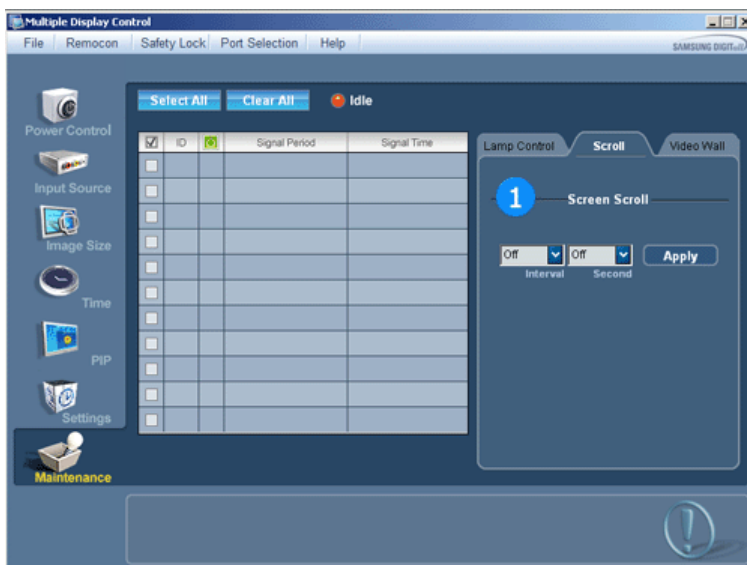 Multiple Display Control
File Remocon Safety Lock Port Selection Help
SAMSUNG DIGITall
Select All Clear All Idle
Power Control
ID Signal Period Signal Time
Lamp Control Scroll Video Wall
Input Source
1 Screen Scroll
Image Size
Off Off Apply
Interval Second
Time
PIP
Settings
Maintenance